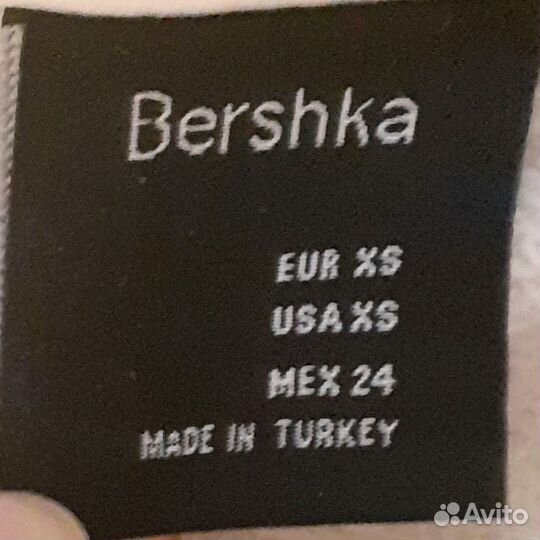 Bershka
EUR XS
USA XS
MEX 24
MADE IN TURKEY
Avito